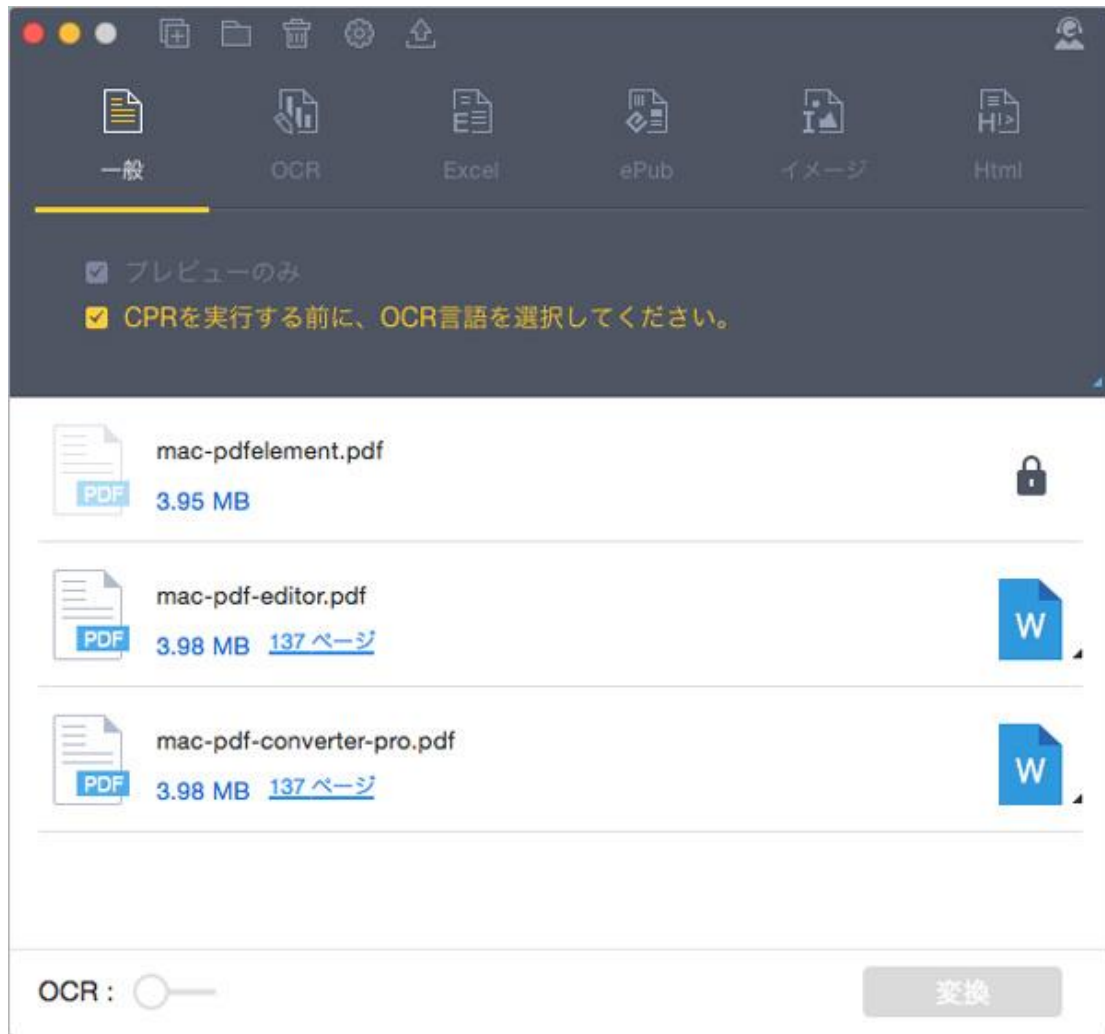 一般
OCR
Excel
ePub
イメージ
Html
プレビューのみ
CPRを実行する前に、OCR言語を選択してください。
mac-pdfelement.pdf
PDF
3.95 MB
mac-pdf-editor.pdf
PDF
3.98 MB 137 ページ
W
mac-pdf-converter-pro.pdf
PDF
3.98 MB 137 ページ
W
OCR :
変換